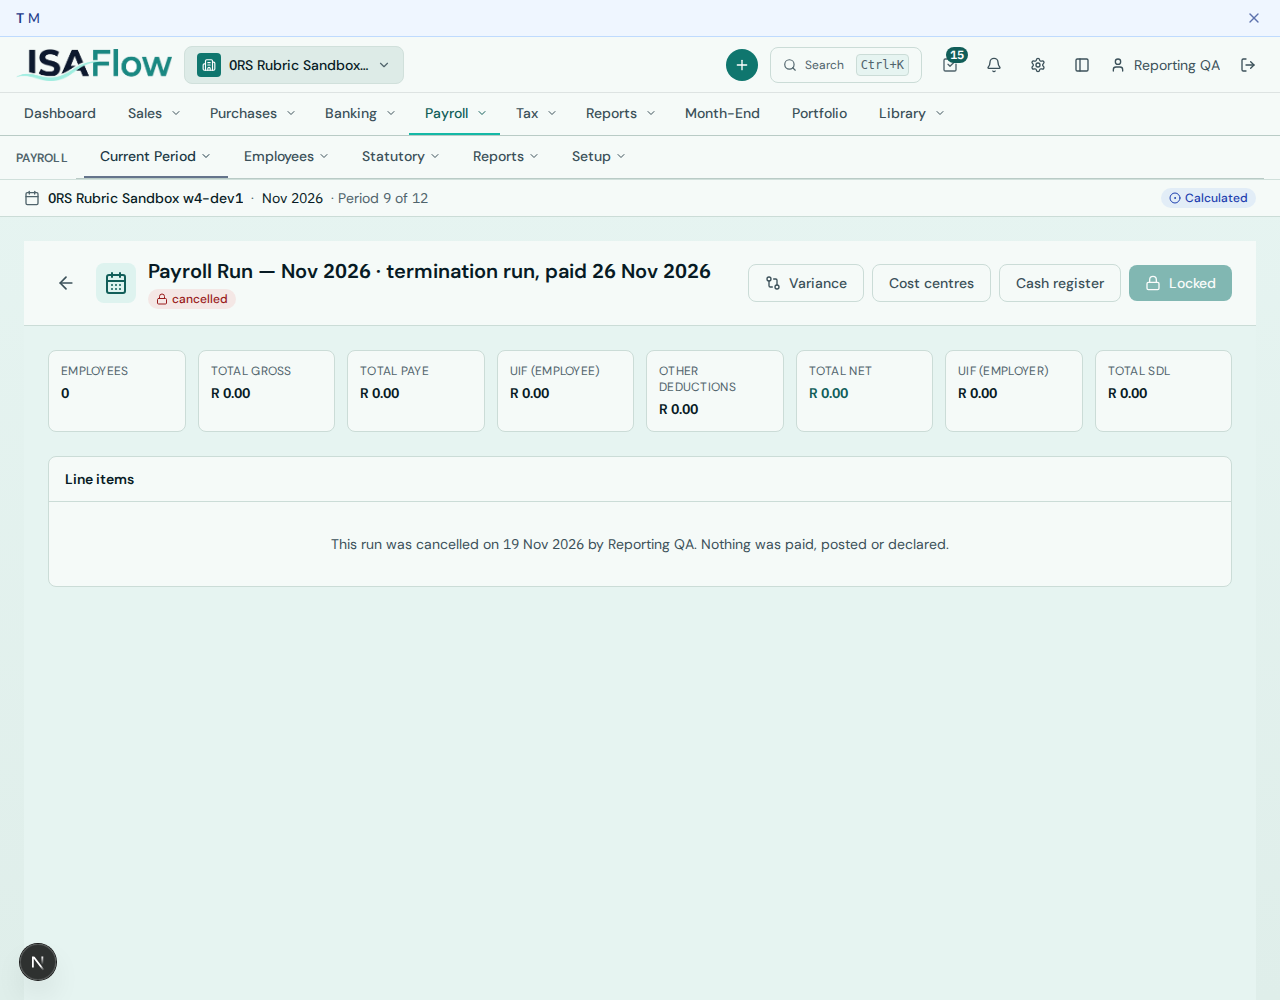 T M
ISAFlow
0RS Rubric Sandbox...
Search Ctrl+K
15
Reporting QA
Dashboard Sales Purchases Banking Payroll Tax Reports Month-End Portfolio Library
PAYROLL Current Period Employees Statutory Reports Setup
0RS Rubric Sandbox w4-dev1 · Nov 2026 · Period 9 of 12
Calculated
Payroll Run — Nov 2026 · termination run, paid 26 Nov 2026
cancelled
Variance
Cost centres
Cash register
Locked
EMPLOYEES
0
TOTAL GROSS
R 0.00
TOTAL PAYE
R 0.00
UIF (EMPLOYEE)
R 0.00
OTHER
DEDUCTIONS
R 0.00
TOTAL NET
R 0.00
UIF (EMPLOYER)
R 0.00
TOTAL SDL
R 0.00
Line items
This run was cancelled on 19 Nov 2026 by Reporting QA. Nothing was paid, posted or declared.
N